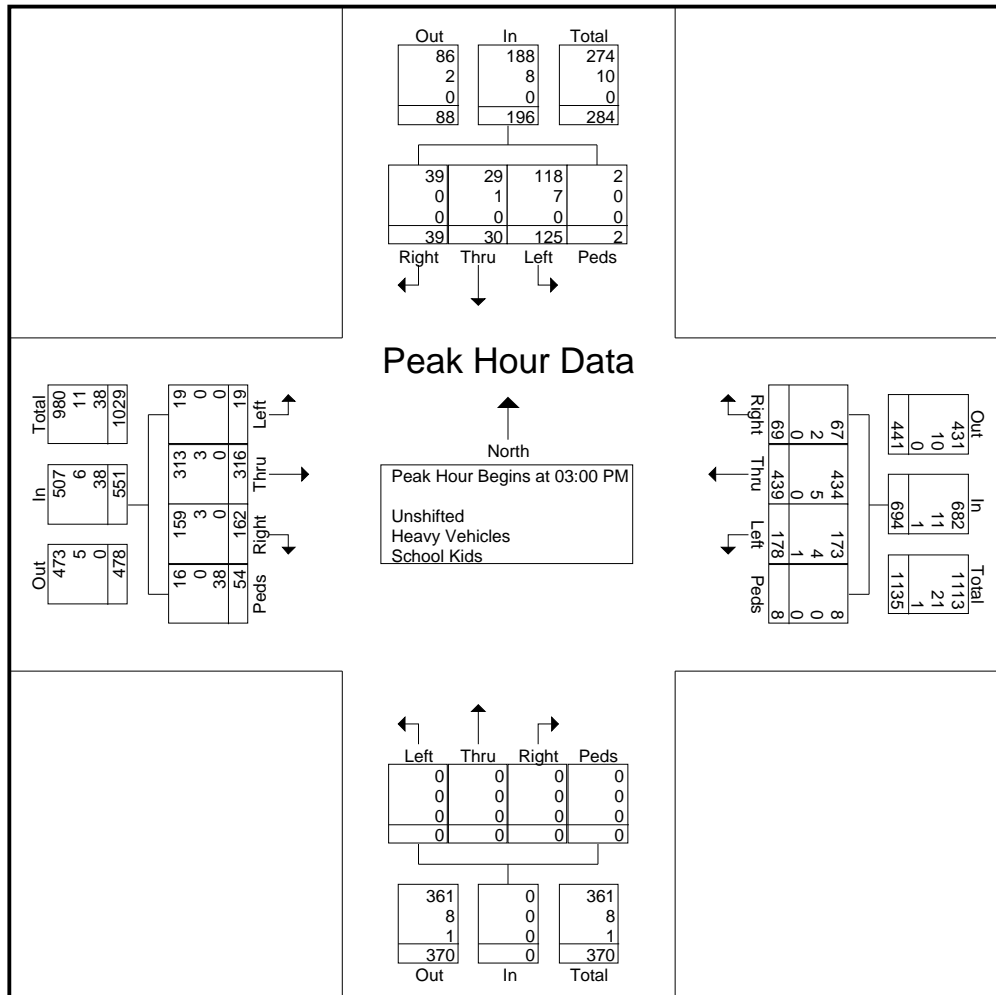 Out In Total
86 188 274
2 8 10
0 0 0
88 196 284
39 29 118 2
0 1 7 0
0 0 0 0
39 30 125 2
Right Thru Left Peds
Peak Hour Data
North
Peak Hour Begins at 03:00 PM
Unshifted
Heavy Vehicles
School Kids
Total
980
11
38
1029
In
507
6
38
551
Out
473
5
0
478
Left
19
0
0
19
Thru
313
3
0
316
Right
159
3
0
162
Peds
16
0
38
54
Right
67
2
0
69
Thru
434
5
0
439
Left
173
4
1
178
Peds
8
0
0
8
Out
431
10
0
441
In
682
11
1
694
Total
1113
21
1
1135
Left Thru Right Peds
0 0 0 0
0 0 0 0
0 0 0 0
0 0 0 0
361 0 361
8 0 8
1 0 1
370 0 370
Out In Total